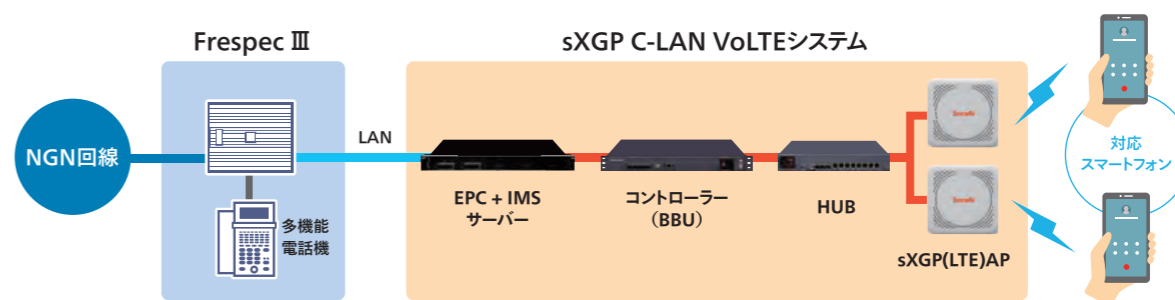 Frespec Ⅲ
sXGP C-LAN VoLTEシステム
NGN回線
LAN
多機能
電話機
EPC + IMS
サーバー
コントローラー
（BBU）
HUB
sXGP(LTE)AP
対応
スマートフォン